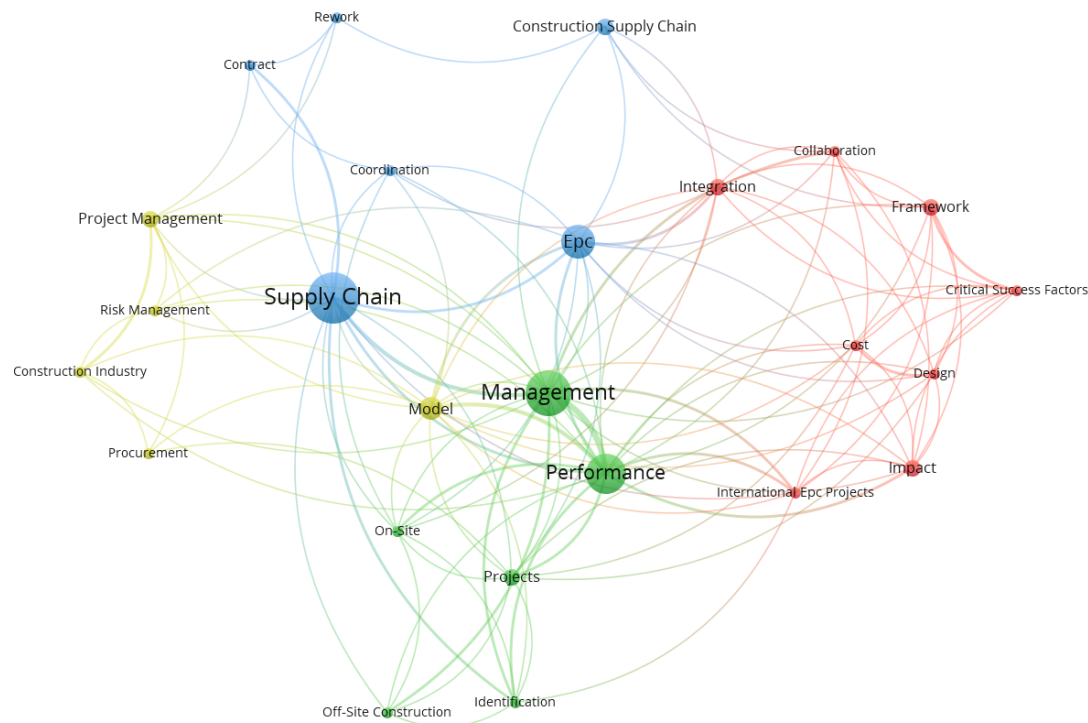 Rework
Construction Supply Chain
Contract
Collaboration
Coordination
Integration
Framework
Project Management
Epc
Critical Success Factors
Supply Chain
Risk Management
Cost
Construction Industry
Design
Management
Model
Procurement
Performance
Impact
International Epc Projects
On-Site
Projects
Identification
Off-Site Construction